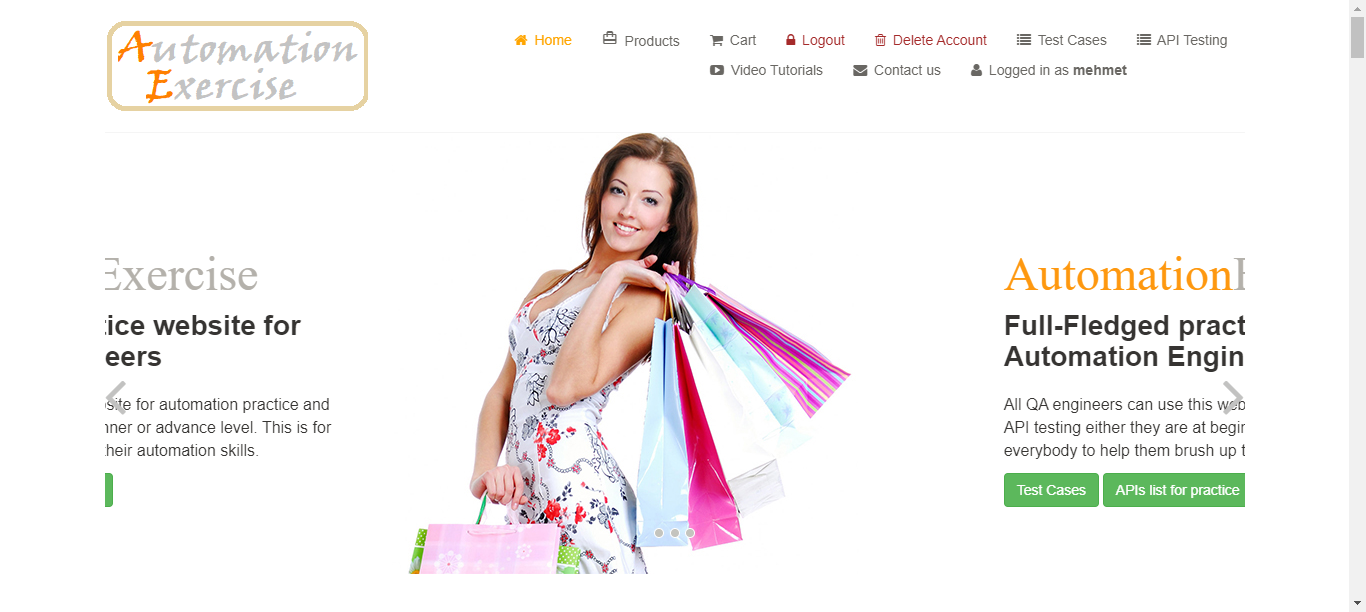 Automation
Exercise
Home Products Cart Logout Delete Account Test Cases API Testing
Video Tutorials Contact us Logged in as mehmet
Exercise
tice website for
eers
site for automation practice and
nner or advance level. This is for
their automation skills.
AutomationE
Full-Fledged pract
Automation Engin
All QA engineers can use this web
API testing either they are at begin
everybody to help them brush up t
Test Cases APIs list for practice